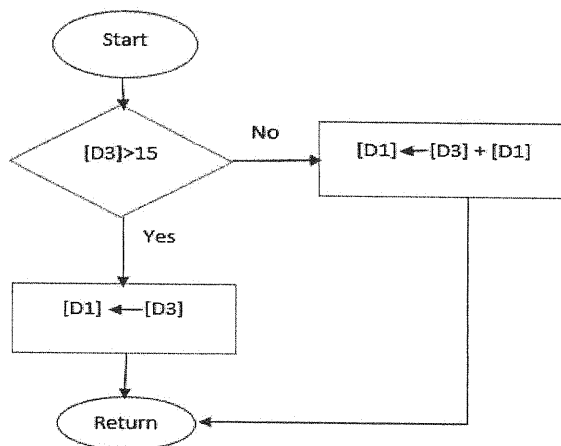 Start
[D3]>15
No
[D1] ← [D3] + [D1]
Yes
[D1] ← [D3]
Return